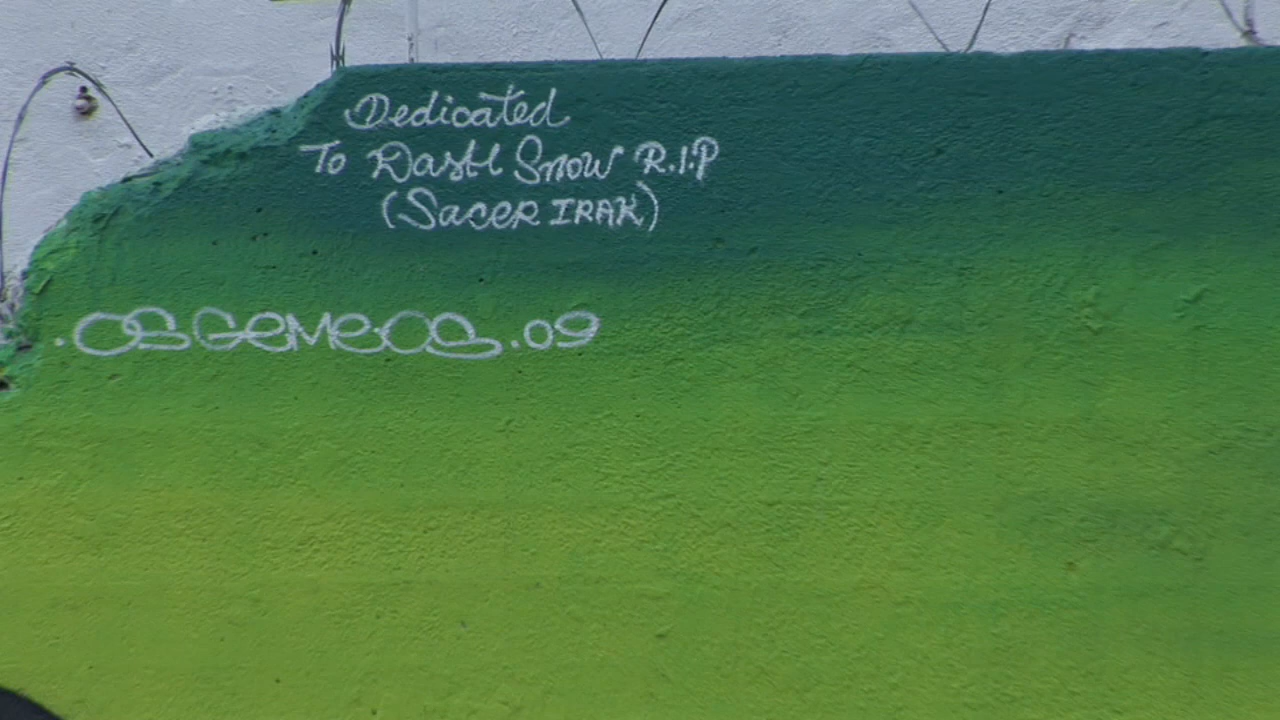 Dedicated
To Dash Snow R.I.P
(Sacer IRAK)
.OSGEMEOS.09